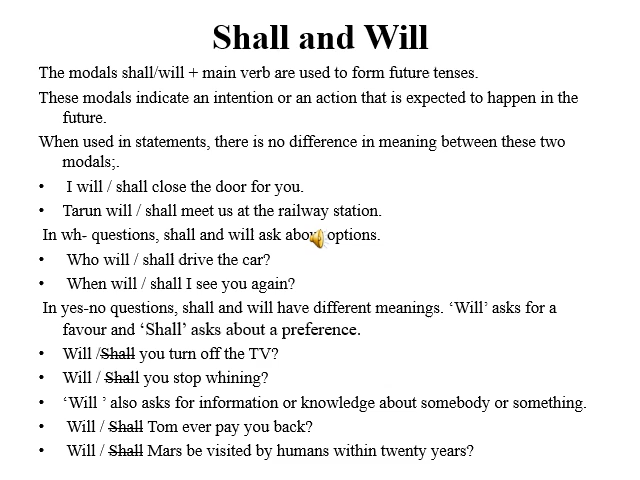 Shall and Will
The modals shall/will + main verb are used to form future tenses.
These modals indicate an intention or an action that is expected to happen in the
future.
When used in statements, there is no difference in meaning between these two
modals;.
• I will / shall close the door for you.
• Tarun will / shall meet us at the railway station.
In wh- questions, shall and will ask about options.
• Who will / shall drive the car?
• When will / shall I see you again?
In yes-no questions, shall and will have different meanings. ‘Will’ asks for a
favour and ‘Shall’ asks about a preference.
• Will /Shall you turn off the TV?
• Will / Shall you stop whining?
• ‘Will ’ also asks for information or knowledge about somebody or something.
• Will / Shall Tom ever pay you back?
• Will / Shall Mars be visited by humans within twenty years?